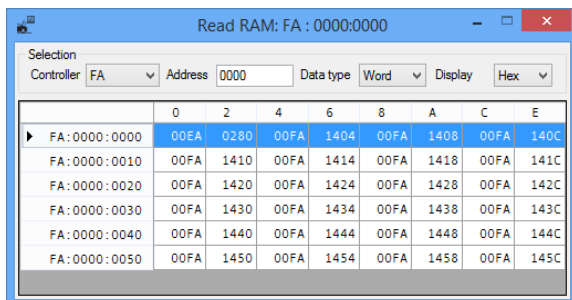 Read RAM: FA : 0000:0000
Selection
Controller FA Address 0000 Data type Word Display Hex
0 2 4 6 8 A C E
FA:0000:0000 00EA 0280 00FA 1404 00FA 1408 00FA 140C
FA:0000:0010 00FA 1410 00FA 1414 00FA 1418 00FA 141C
FA:0000:0020 00FA 1420 00FA 1424 00FA 1428 00FA 142C
FA:0000:0030 00FA 1430 00FA 1434 00FA 1438 00FA 143C
FA:0000:0040 00FA 1440 00FA 1444 00FA 1448 00FA 144C
FA:0000:0050 00FA 1450 00FA 1454 00FA 1458 00FA 145C